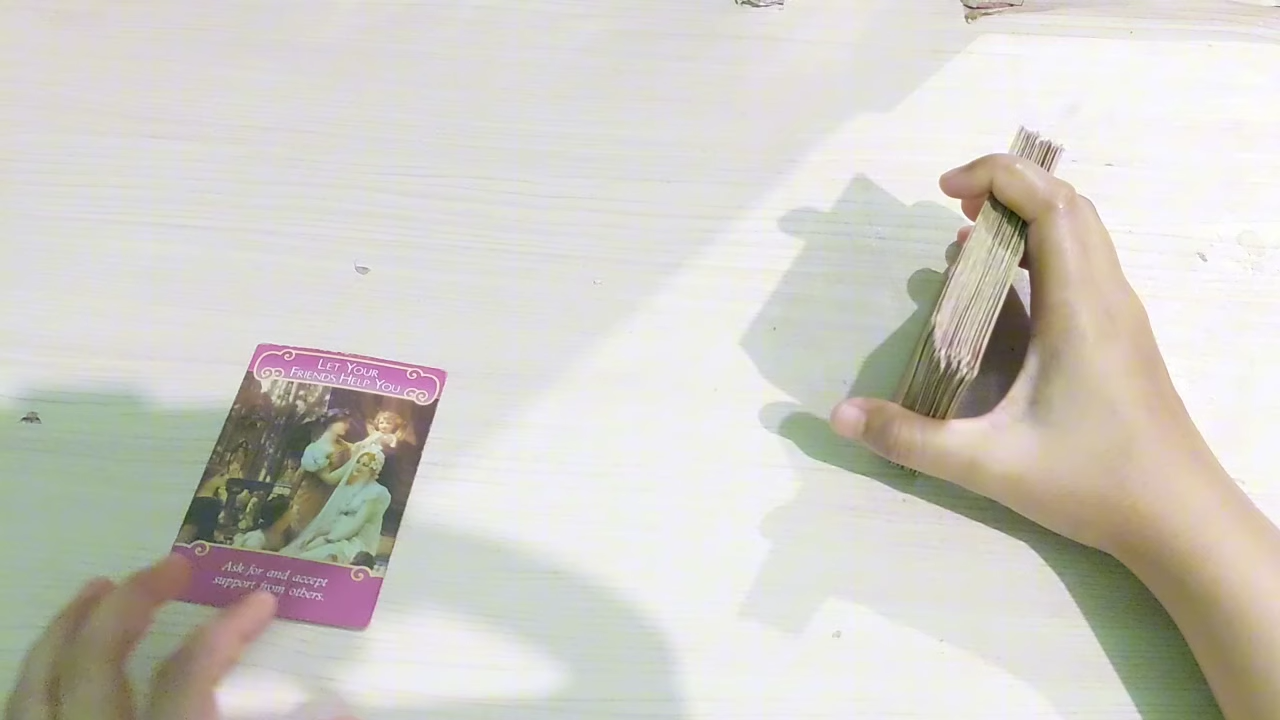 LET YOUR
FRIENDS HELP YOU
Ask for and accept
support from others.